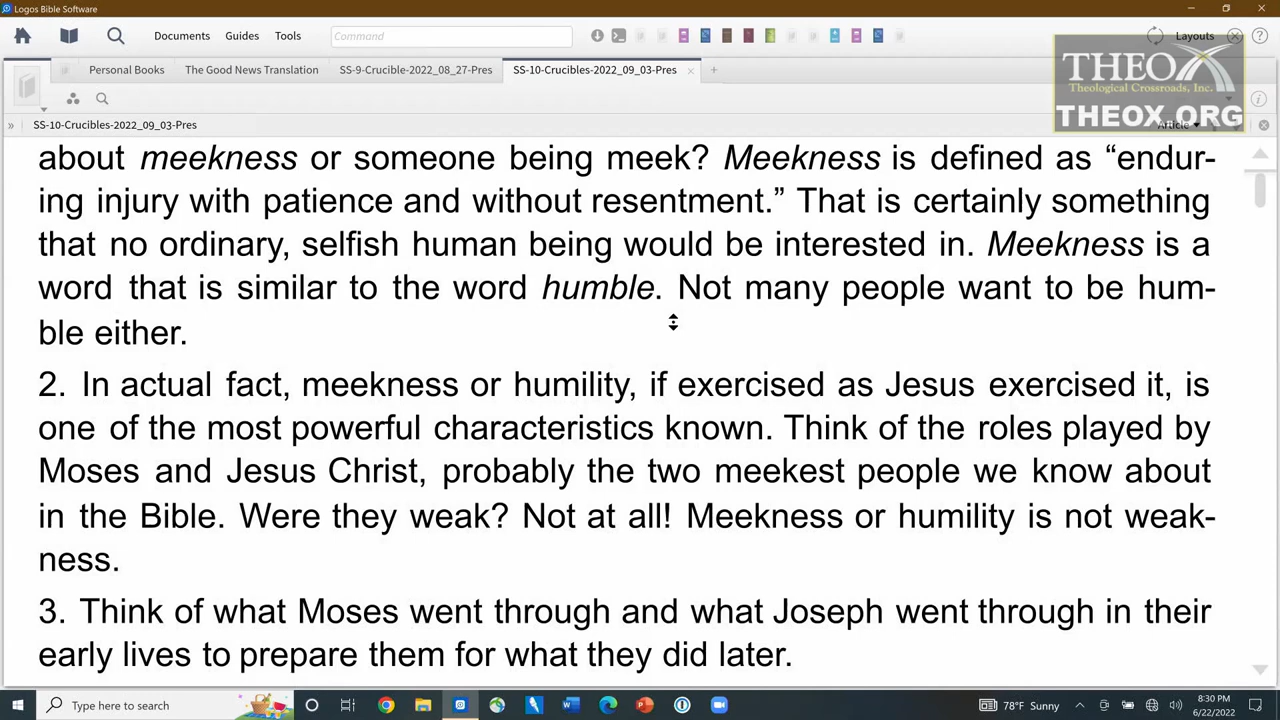 Logos Bible Software
Documents Guides Tools Command Layouts
THEOX
Theological Crossroads, Inc.
THEOX.ORG
Personal Books The Good News Translation SS-9-Crucibles-2022_08_27-Pres SS-10-Crucibles-2022_09_03-Pres
SS-10-Crucibles-2022_09_03-Pres Article
about meekness or someone being meek? Meekness is defined as “endur-
ing injury with patience and without resentment.” That is certainly something
that no ordinary, selfish human being would be interested in. Meekness is a
word that is similar to the word humble. Not many people want to be hum-
ble either.
2. In actual fact, meekness or humility, if exercised as Jesus exercised it, is
one of the most powerful characteristics known. Think of the roles played by
Moses and Jesus Christ, probably the two meekest people we know about
in the Bible. Were they weak? Not at all! Meekness or humility is not weak-
ness.
3. Think of what Moses went through and what Joseph went through in their
early lives to prepare them for what they did later.
Type here to search
78°F Sunny
8:30 PM
6/22/2022